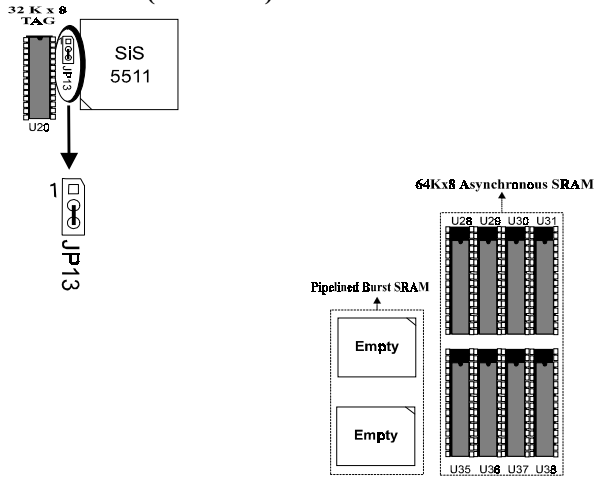 32 K x 8
TAG
SiS
5511
JP13
U20
1
JP13
64Kx8 Asynchronous SRAM
U28 U29 U30 U31
Pipelined Burst SRAM
Empty
Empty
U35 U36 U37 U38